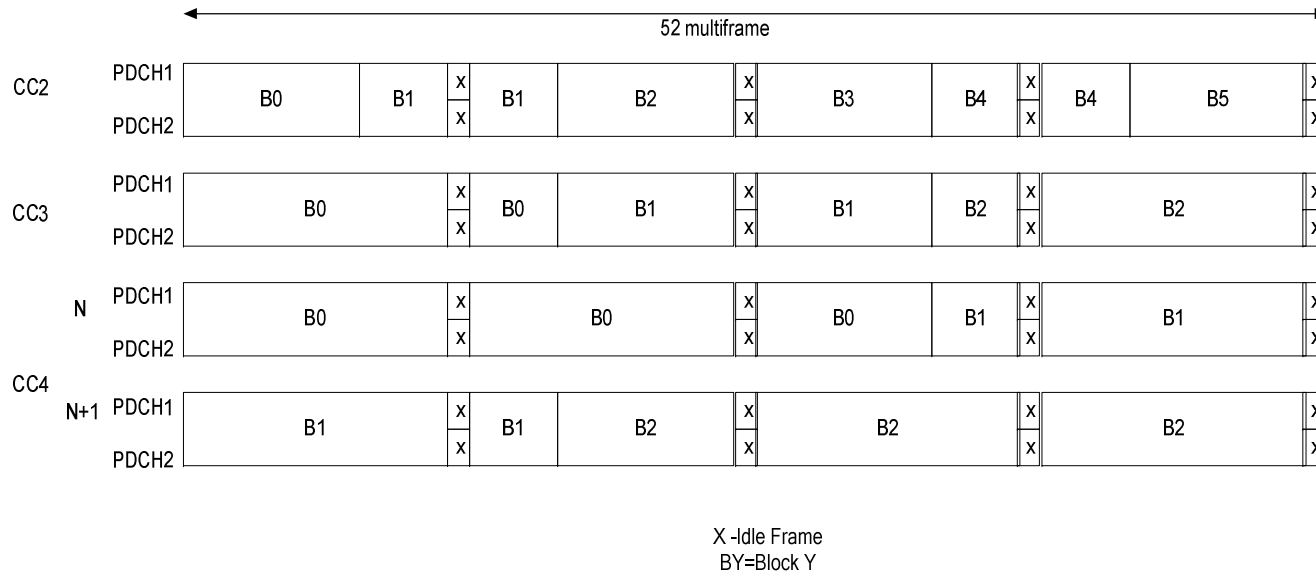 52 multiframe
CC2
PDCH1
B0 B1 X B1 B2 X B3 B4 X B4 B5 X
X X X X
PDCH2
CC3
PDCH1
B0 X B0 B1 X B1 B2 X B2 X
X X X X
PDCH2
CC4
N PDCH1
B0 X B0 X B0 B1 X B1 X
X X X X
PDCH2
N+1 PDCH1
B1 X B1 B2 X B2 X B2 X
X X X X
PDCH2
X -Idle Frame
BY=Block Y